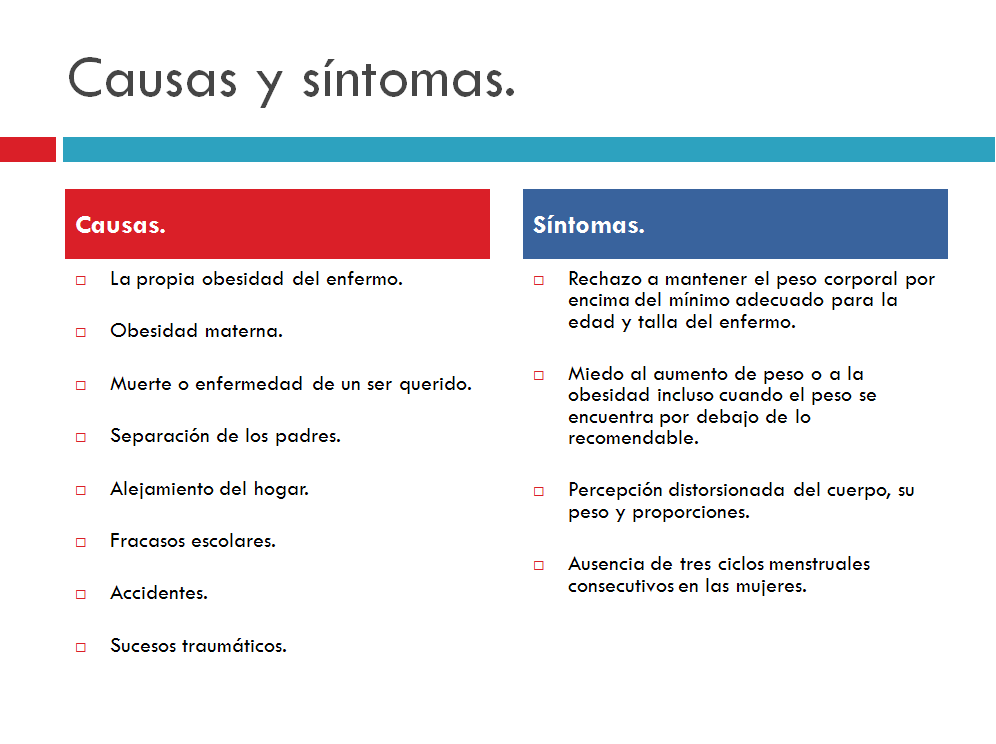 Causas y síntomas.
Causas.
La propia obesidad del enfermo.
Obesidad materna.
Muerte o enfermedad de un ser querido.
Separación de los padres.
Alejamiento del hogar.
Fracasos escolares.
Accidentes.
Sucesos traumáticos.
Síntomas.
Rechazo a mantener el peso corporal por
encima del mínimo adecuado para la
edad y talla del enfermo.
Miedo al aumento de peso o a la
obesidad incluso cuando el peso se
encuentra por debajo de lo
recomendable.
Percepción distorsionada del cuerpo, su
peso y proporciones.
Ausencia de tres ciclos menstruales
consecutivos en las mujeres.